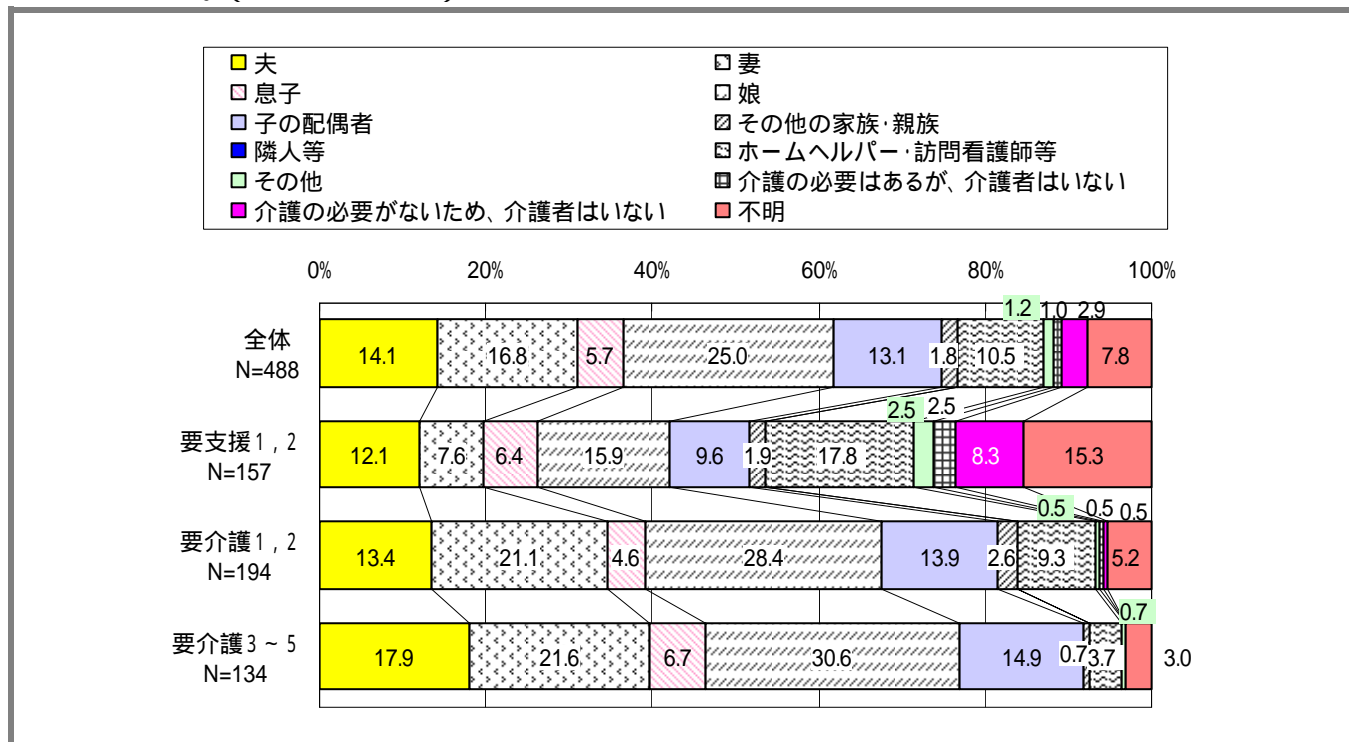 夫 妻
息子 娘
子の配偶者 その他の家族・親族
隣人等 ホームヘルパー・訪問看護師等
その他 介護の必要はあるが、介護者はいない
介護の必要がないため、介護者はいない 不明
0% 20% 40% 60% 80% 100%
1.2 1.0 2.9
全体
N=488
14.1 16.8 5.7 25.0 13.1 1.8 10.5 7.8
2.5 2.5
要支援1,2
N=157
12.1 7.6 6.4 15.9 9.6 1.9 17.8 8.3 15.3
0.5 0.5 0.5
要介護1,2
N=194
13.4 21.1 4.6 28.4 13.9 2.6 9.3 5.2
0.7
要介護3~5
N=134
17.9 21.6 6.7 30.6 14.9 0.7 3.7 3.0